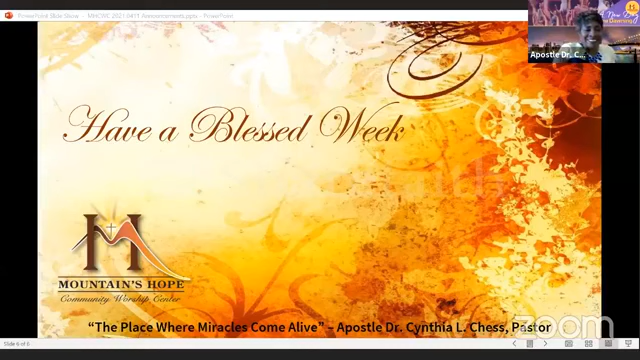 PowerPoint Slide Show - MHCWC 2021 0411 Announcements.pptx - PowerPoint
Apostle Dr. C...
Have a Blessed Week
MOUNTAIN'S HOPE
Community Worship Center
“The Place Where Miracles Come Alive” – Apostle Dr. Cynthia L. Chess, Pastor
zoom
Slide 6 of 6